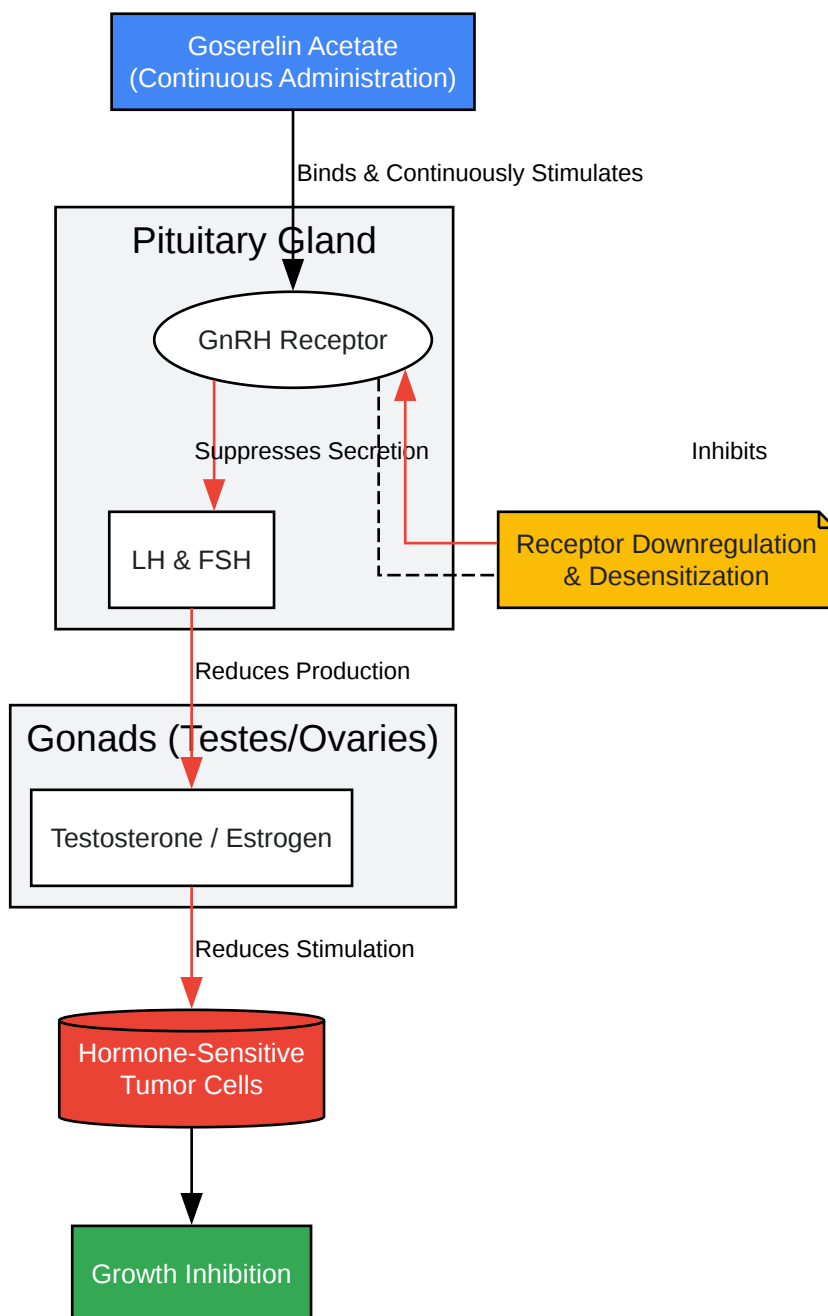 Goserelin Acetate
(Continuous Administration)
Binds & Continuously Stimulates
Pituitary Gland
GnRH Receptor
Suppresses Secretion
Inhibits
LH & FSH
Receptor Downregulation
& Desensitization
Reduces Production
Gonads (Testes/Ovaries)
Testosterone / Estrogen
Reduces Stimulation
Hormone-Sensitive
Tumor Cells
Growth Inhibition